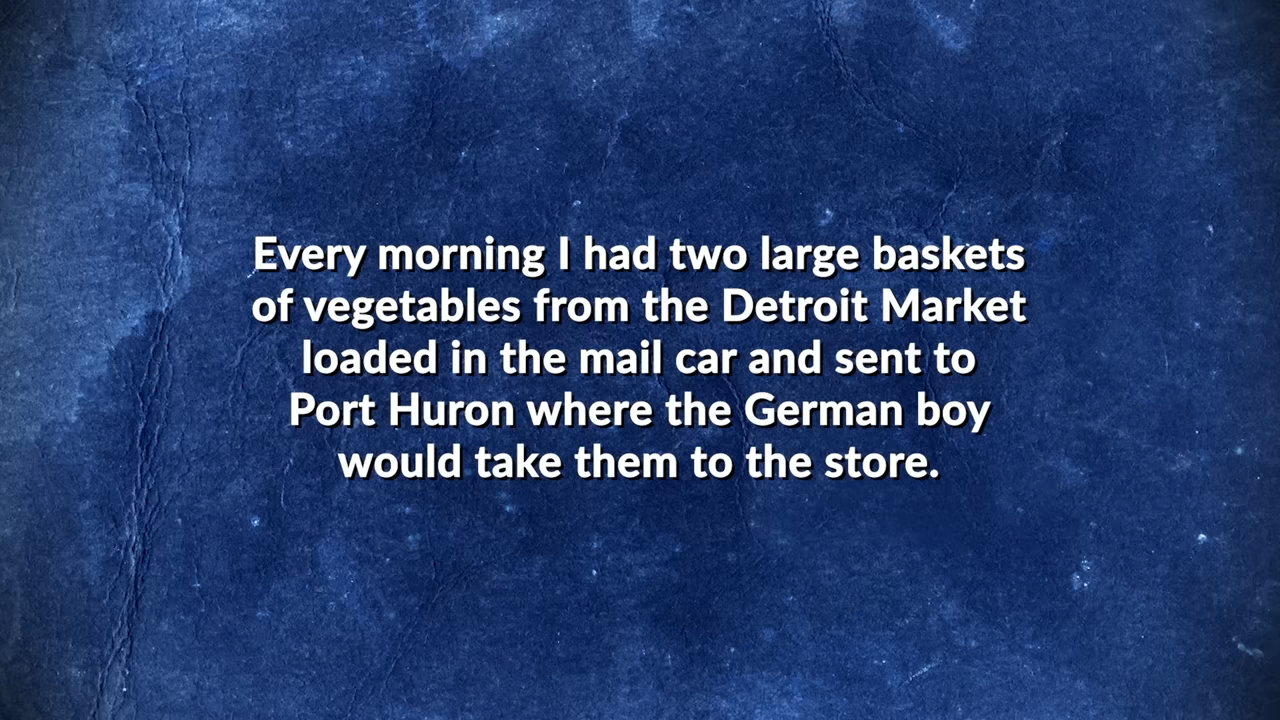 Every morning I had two large baskets
of vegetables from the Detroit Market
loaded in the mail car and sent to
Port Huron where the German boy
would take them to the store.